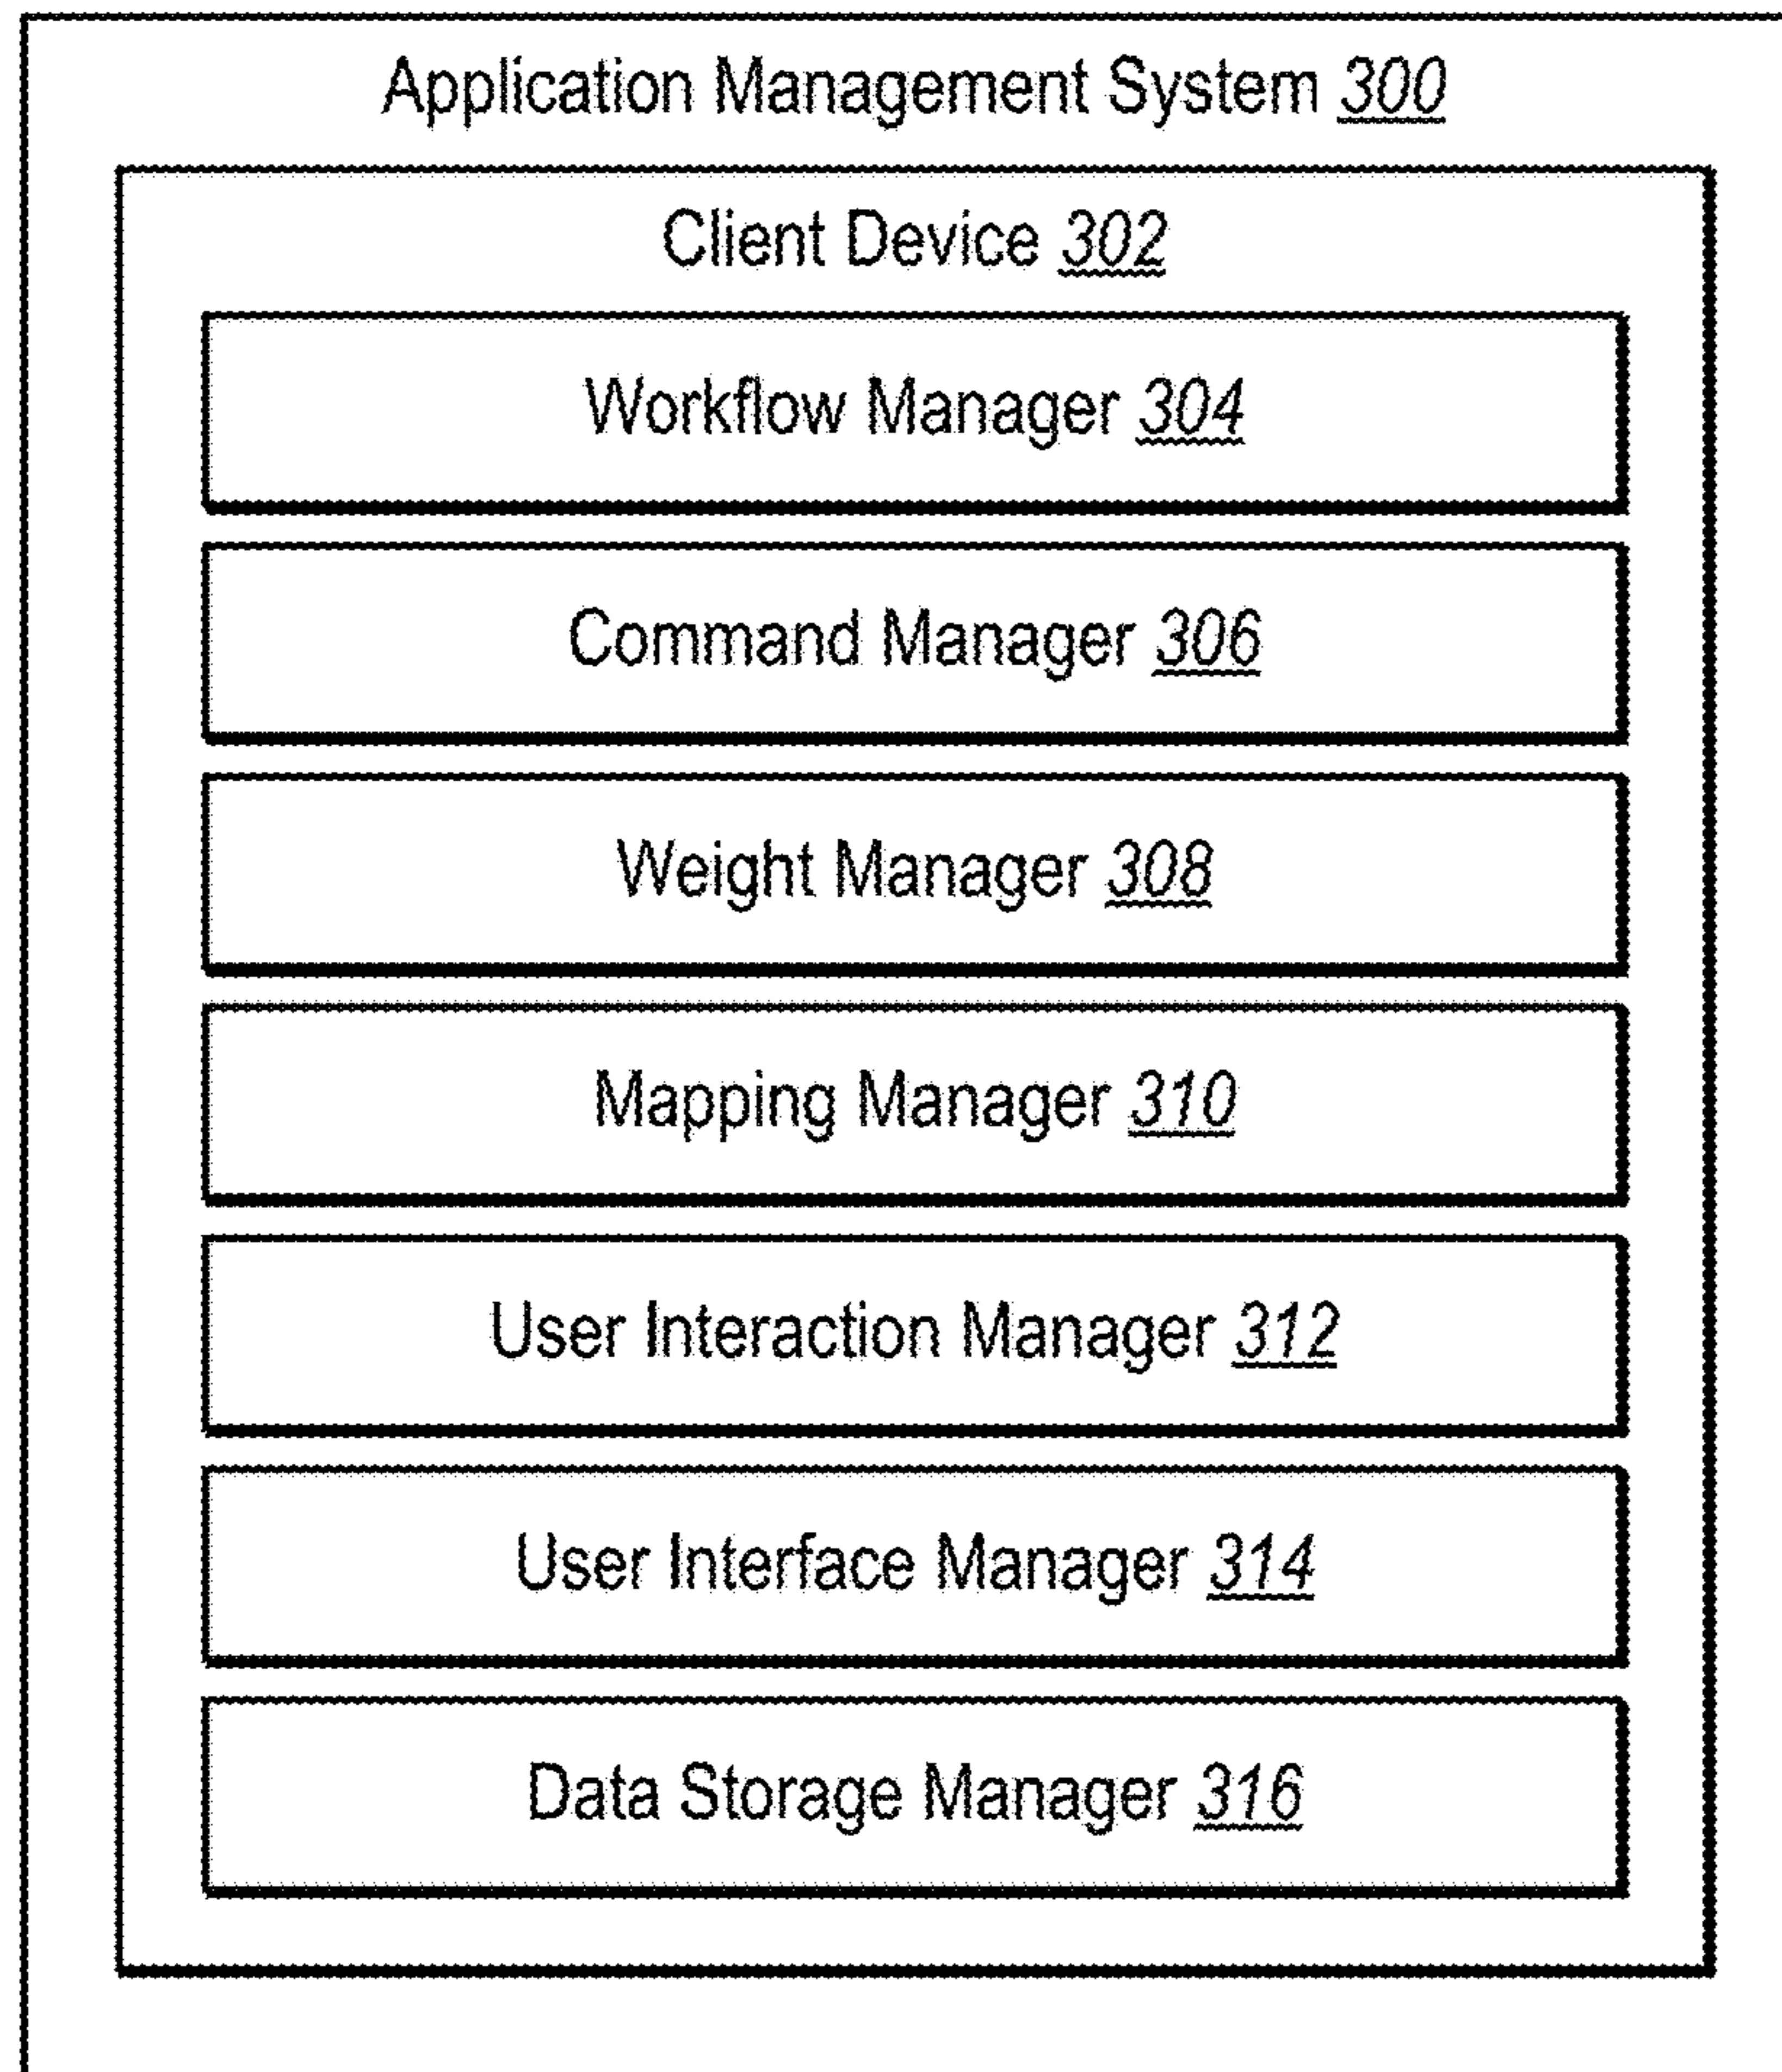 Application Management System 300
Client Device 302
Workflow Manager 304
Command Manager 306
Weight Manager 308
Mapping Manager 310
User Interaction Manager 312
User Interface Manager 314
Data Storage Manager 316